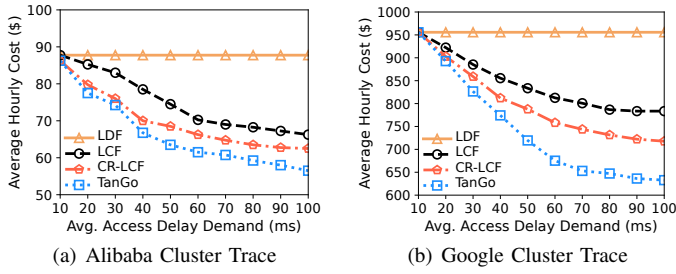 Average Hourly Cost ($)
100
90
80
70
60
50
LDF
LCF
CR-LCF
TanGo
10 20 30 40 50 60 70 80 90 100
Avg. Access Delay Demand (ms)
(a) Alibaba Cluster Trace
Average Hourly Cost ($)
1000
950
900
850
800
750
700
650
600
LDF
LCF
CR-LCF
TanGo
10 20 30 40 50 60 70 80 90 100
Avg. Access Delay Demand (ms)
(b) Google Cluster Trace